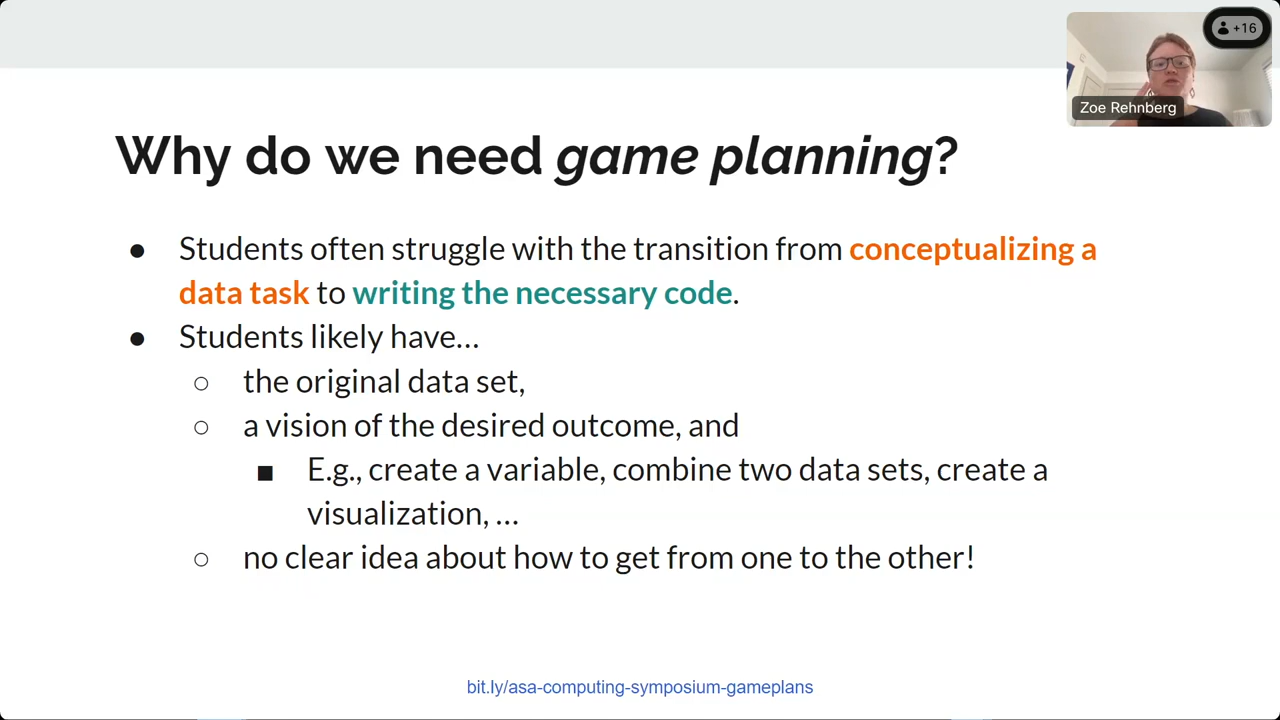 +16
Zoe Rehnberg
Why do we need game planning?
● Students often struggle with the transition from conceptualizing a
data task to writing the necessary code.
● Students likely have…
○ the original data set,
○ a vision of the desired outcome, and
■ E.g., create a variable, combine two data sets, create a
visualization, …
○ no clear idea about how to get from one to the other!
bit.ly/asa-computing-symposium-gameplans